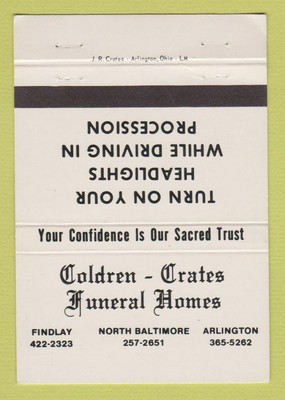 J. R. Crates - Arlington, Ohio - LM
TURN ON YOUR
HEADLIGHTS
WHILE DRIVING IN
PROCESSION
Your Confidence Is Our Sacred Trust
Coldren - Crates
Funeral Homes
FINDLAY NORTH BALTIMORE ARLINGTON
422-2323 257-2651 365-5262